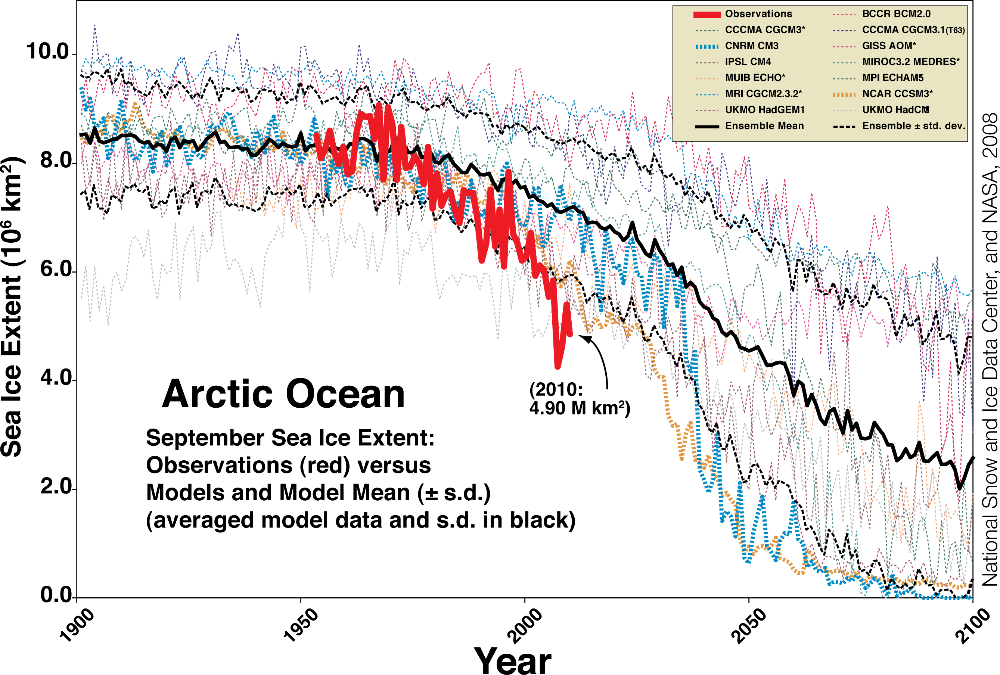 Observations
BCCR BCM2.0
CCCMA CGCM3*
CCCMA CGCM3.1(T63)
CNRM CM3
GISS AOM*
IPSL CM4
MIROC3.2 MEDRES*
MUIB ECHO*
MPI ECHAM5
MRI CGCM2.3.2*
NCAR CCSM3*
UKMO HadGEM1
Ensemble Mean
Ensemble ± std. dev.
UKMO
Sea Ice Extent (10⁶ km²)
10.0
8.0
6.0
4.0
2.0
0.0
Arctic Ocean
September Sea Ice Extent:
Observations (red) versus
Models and Model Mean (± s.d.)
(averaged model data and s.d. in black)
(2010:
4.90 M km²)
1900
1950
2000
2050
2100
Year
National Snow and Ice Data Center, and NASA, 2008